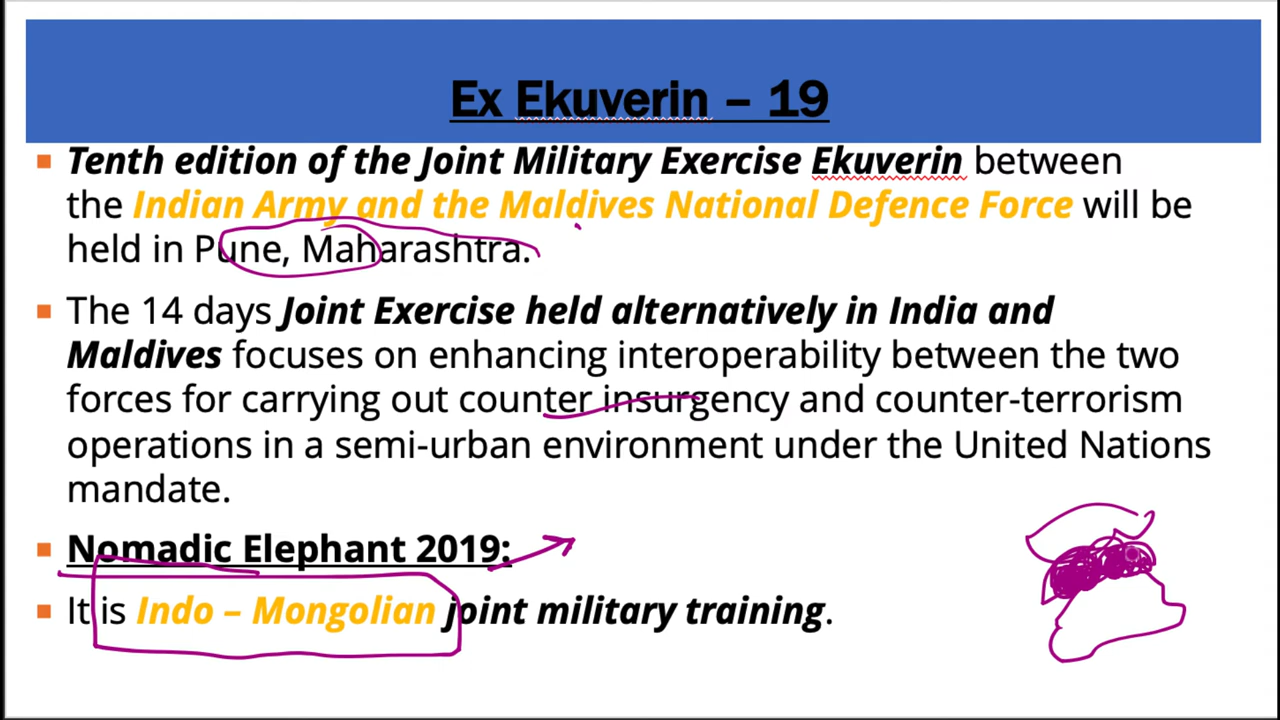 Ex Ekuverin – 19
Tenth edition of the Joint Military Exercise Ekuverin between
the Indian Army and the Maldives National Defence Force will be
held in Pune, Maharashtra.
The 14 days Joint Exercise held alternatively in India and
Maldives focuses on enhancing interoperability between the two
forces for carrying out counter insurgency and counter-terrorism
operations in a semi-urban environment under the United Nations
mandate.
Nomadic Elephant 2019:
It is Indo – Mongolian joint military training.